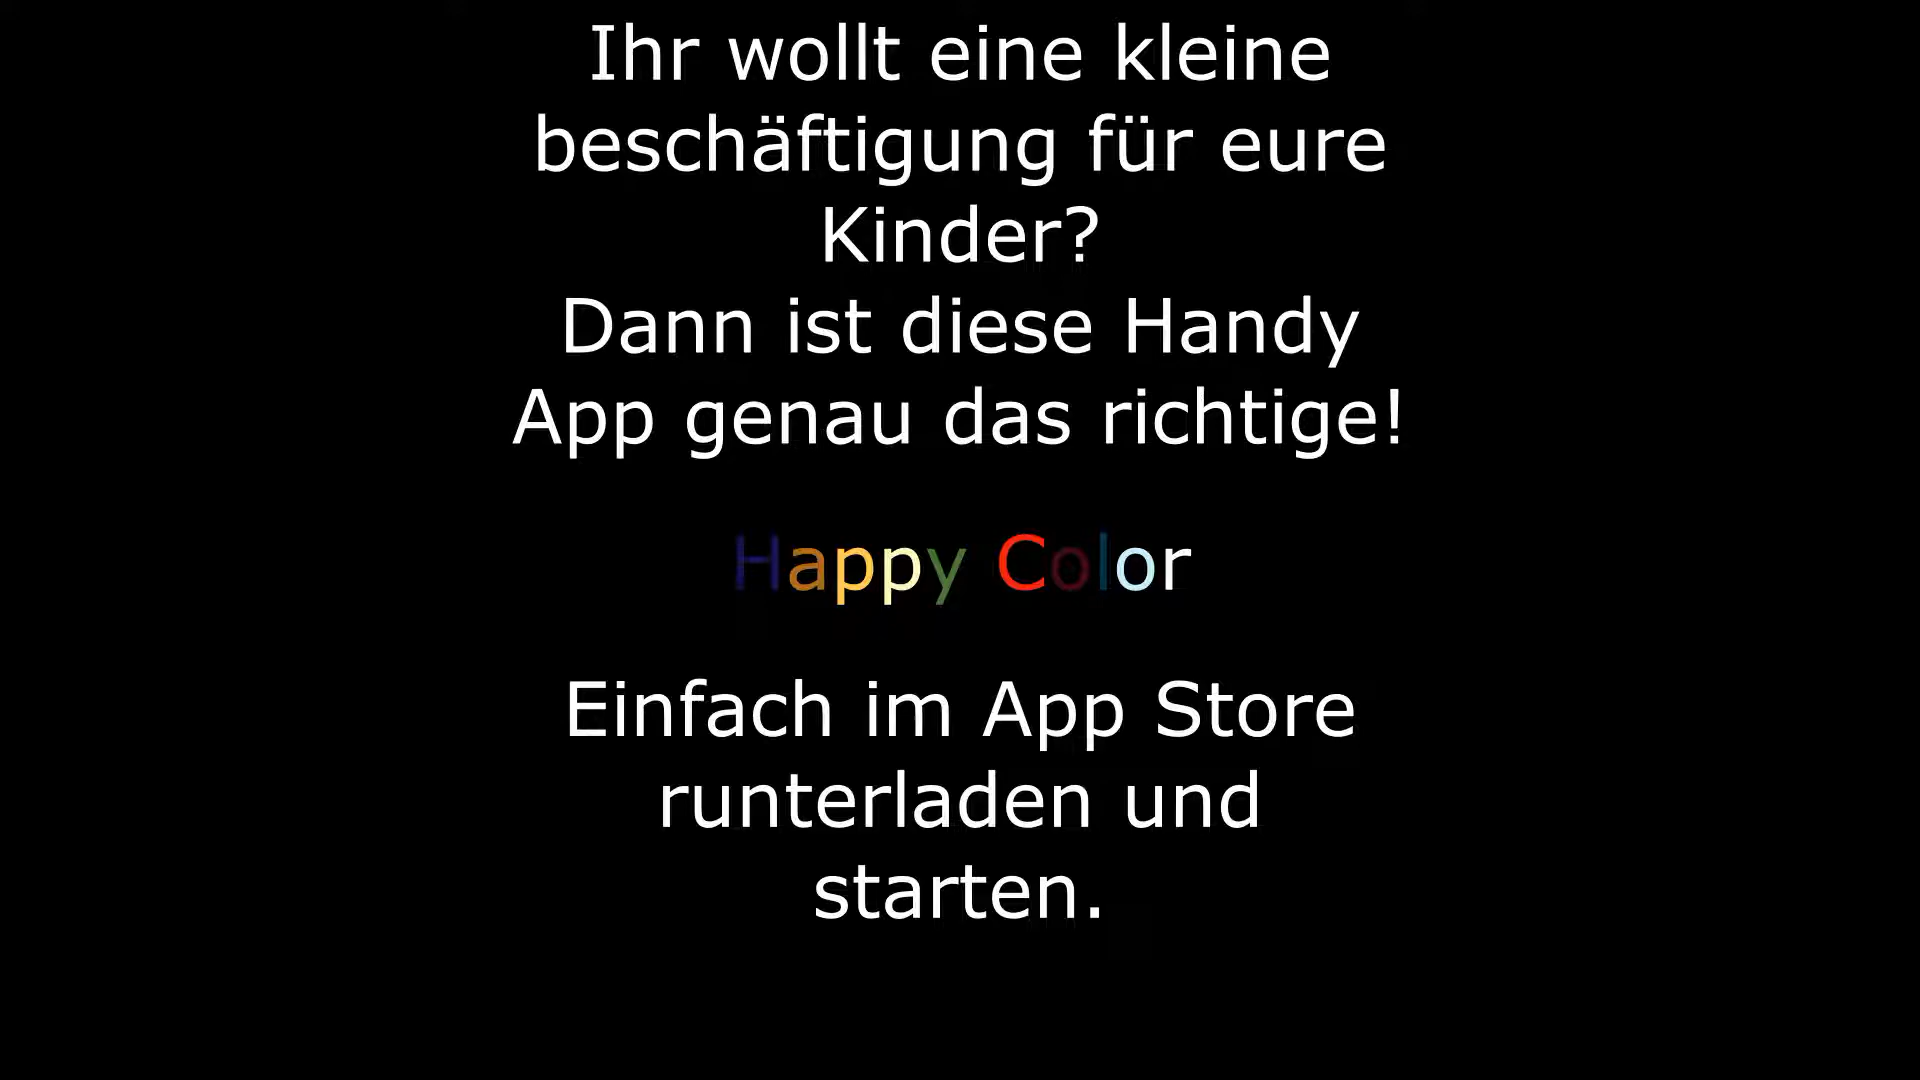 Ihr wollt eine kleine
beschäftigung für eure
Kinder?
Dann ist diese Handy
App genau das richtige!
Happy Color
Einfach im App Store
runterladen und
starten.